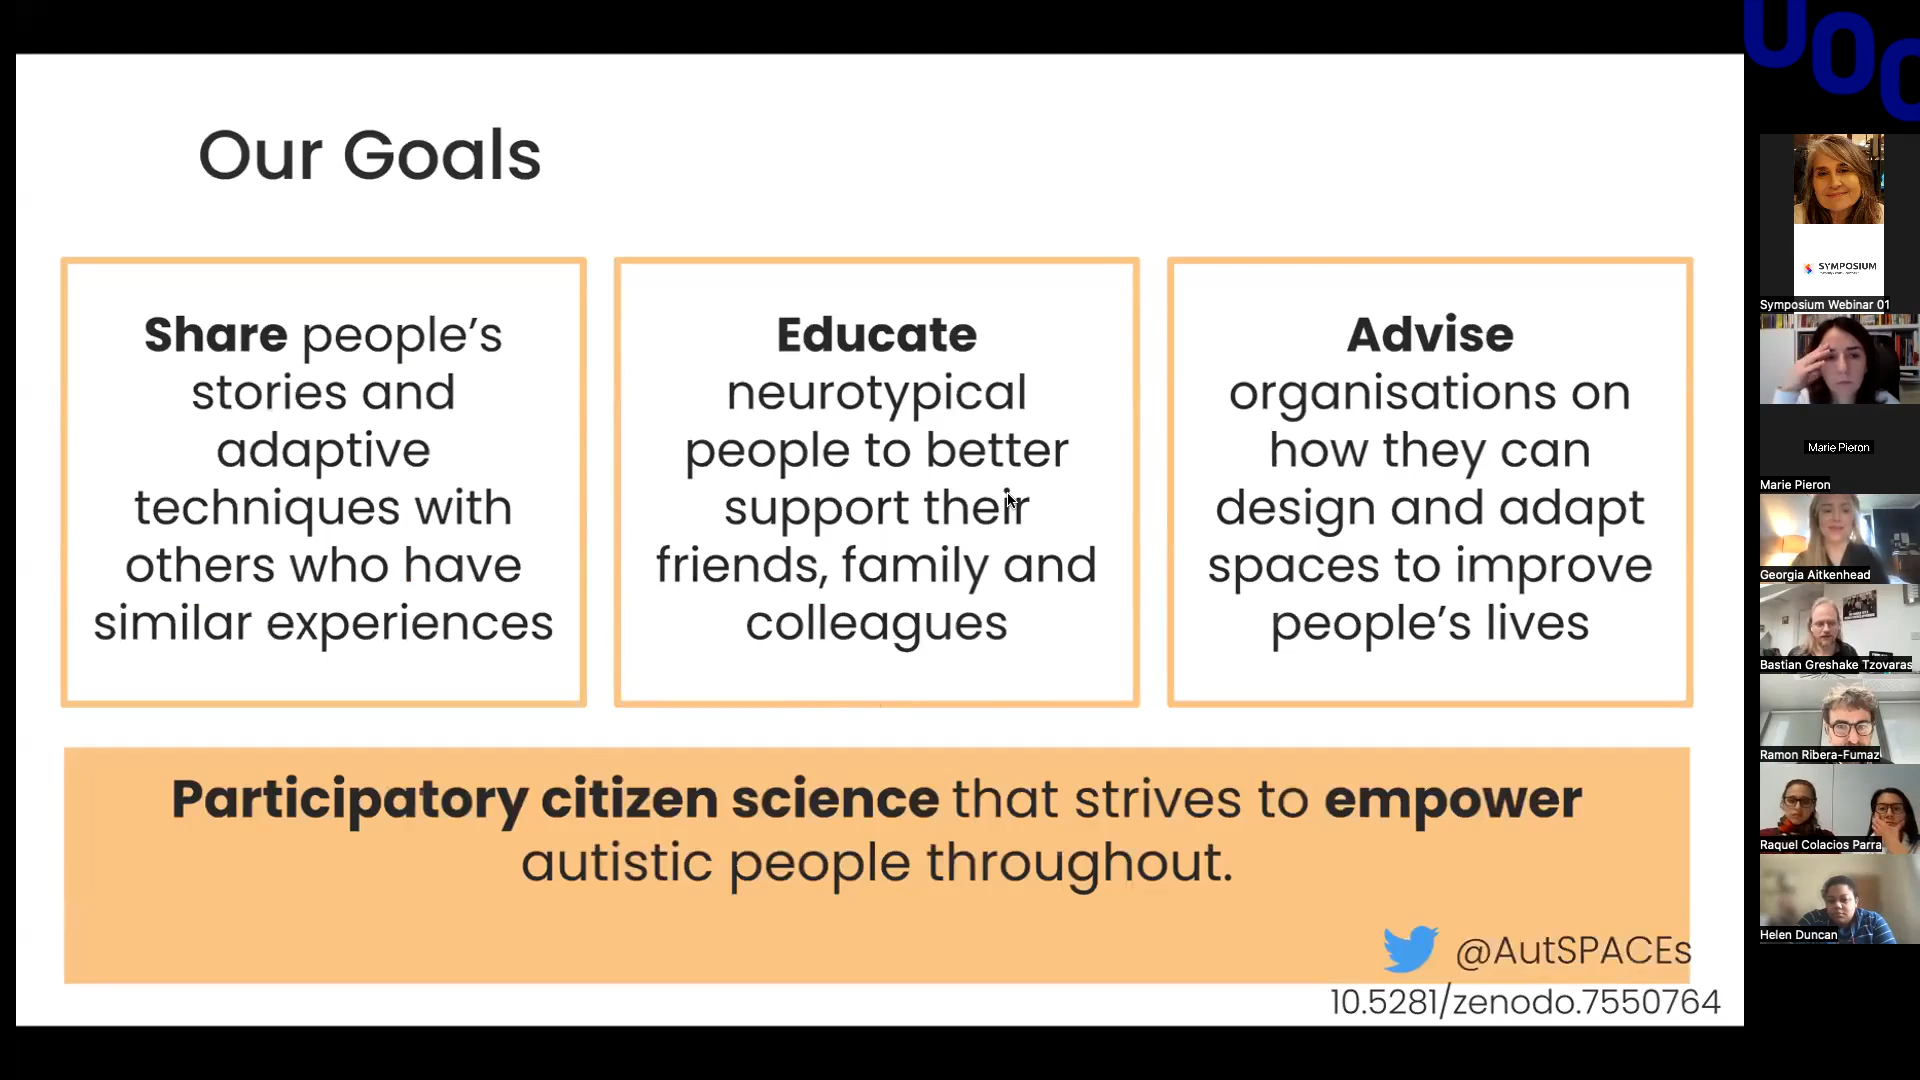 Our Goals
Share people's
stories and
adaptive
techniques with
others who have
similar experiences
Educate
neurotypical
people to better
support their
friends, family and
colleagues
Advise
organisations on
how they can
design and adapt
spaces to improve
people's lives
Participatory citizen science that strives to empower
autistic people throughout.
@AutSPACEs
10.5281/zenodo.7550764
UOC
SYMPOSIUM
Symposium Webinar 01
Marie Pieron
Marie Pieron
Georgia Aitkenhead
Bastian Greshake Tzovaras
Ramon Ribera-Fumaz
Raquel Colacios Parra
Helen Duncan